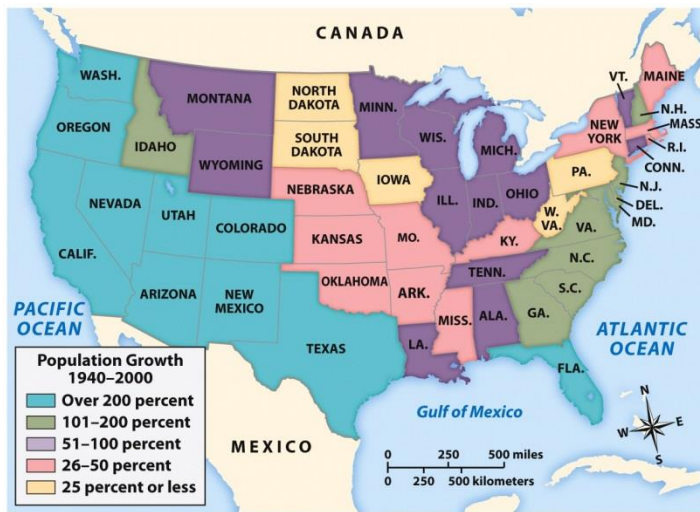 CANADA
WASH.
MONTANA
NORTH
DAKOTA
MINN.
VT.
MAINE
OREGON
IDAHO
SOUTH
DAKOTA
WIS.
MICH.
NEW
YORK
N.H.
MASS.
R.I.
CONN.
WYOMING
IOWA
PA.
N.J.
NEBRASKA
NEVADA
UTAH
COLORADO
ILL.
IND.
OHIO
W.
VA.
DEL.
MD.
VA.
CALIF.
KANSAS
MO.
KY.
N.C.
TENN.
ARIZONA
NEW
MEXICO
OKLAHOMA
ARK.
S.C.
PACIFIC
OCEAN
TEXAS
LA.
MISS.
ALA.
GA.
ATLANTIC
OCEAN
FLA.
Population Growth
1940–2000
Over 200 percent
101–200 percent
51–100 percent
26–50 percent
25 percent or less
MEXICO
Gulf of Mexico
0 250 500 miles
0 250 500 kilometers
N
W E
S